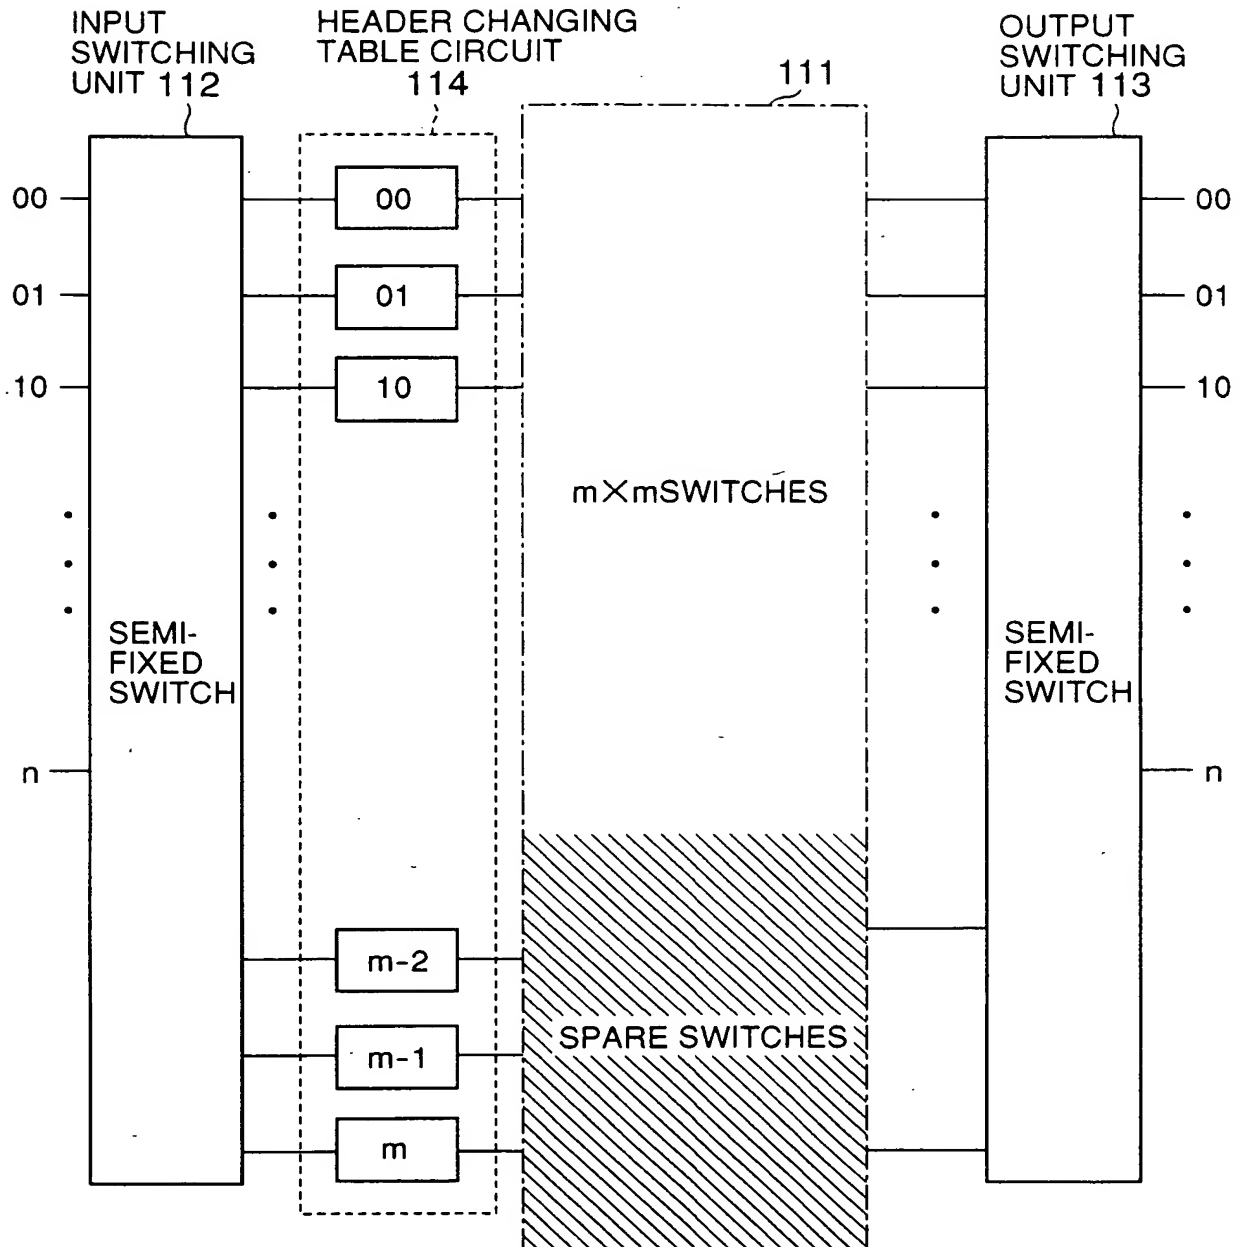 INPUT
SWITCHING
UNIT 112
HEADER CHANGING
TABLE CIRCUIT
114
111
OUTPUT
SWITCHING
UNIT 113
00
00
00
01
01
01
10
10
10
m×mSWITCHES
SEMI-
FIXED
SWITCH
SEMI-
FIXED
SWITCH
n
n
m-2
SPARE SWITCHES
m-1
m